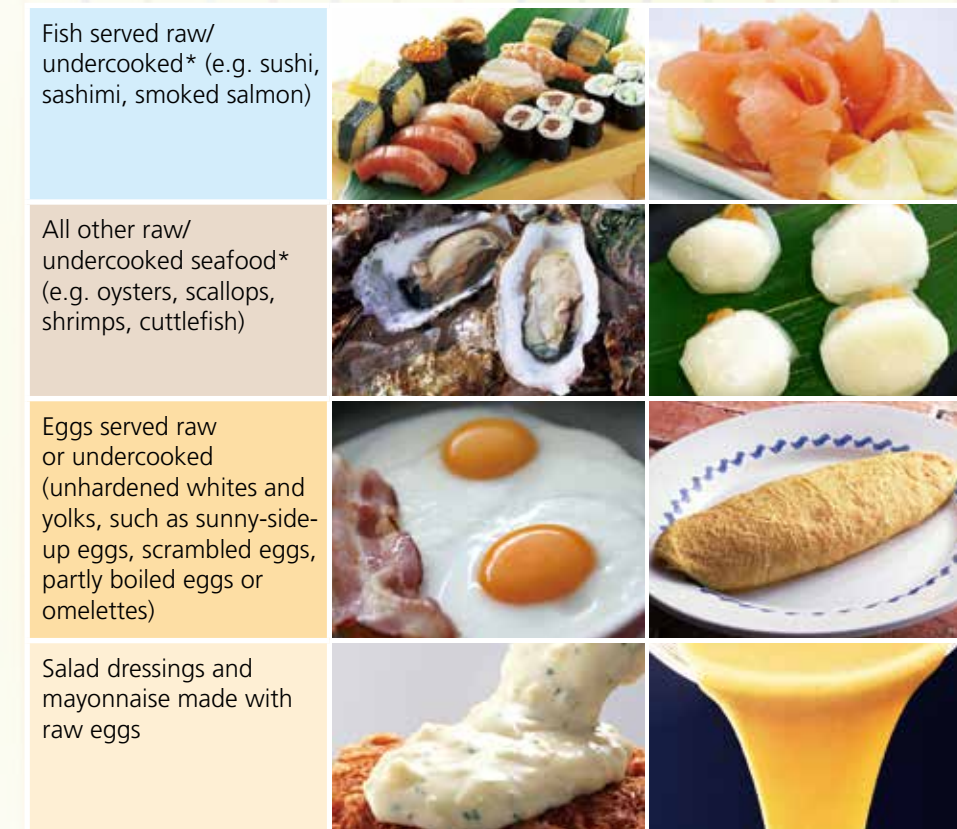 Fish served raw/
undercooked* (e.g. sushi,
sashimi, smoked salmon)
All other raw/
undercooked seafood*
(e.g. oysters, scallops,
shrimps, cuttlefish)
Eggs served raw
or undercooked
(unhardened whites and
yolks, such as sunny-side-
up eggs, scrambled eggs,
partly boiled eggs or
omelettes)
Salad dressings and
mayonnaise made with
raw eggs